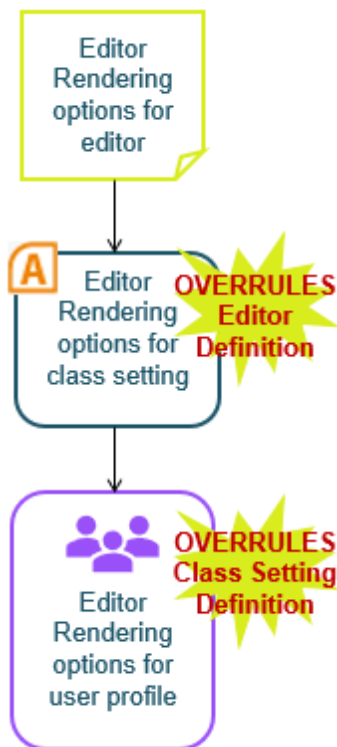 Editor
Rendering
options for
editor
A
Editor
Rendering
options for
class setting
OVERRULES
Editor
Definition
Editor
Rendering
options for
user profile
OVERRULES
Class Setting
Definition